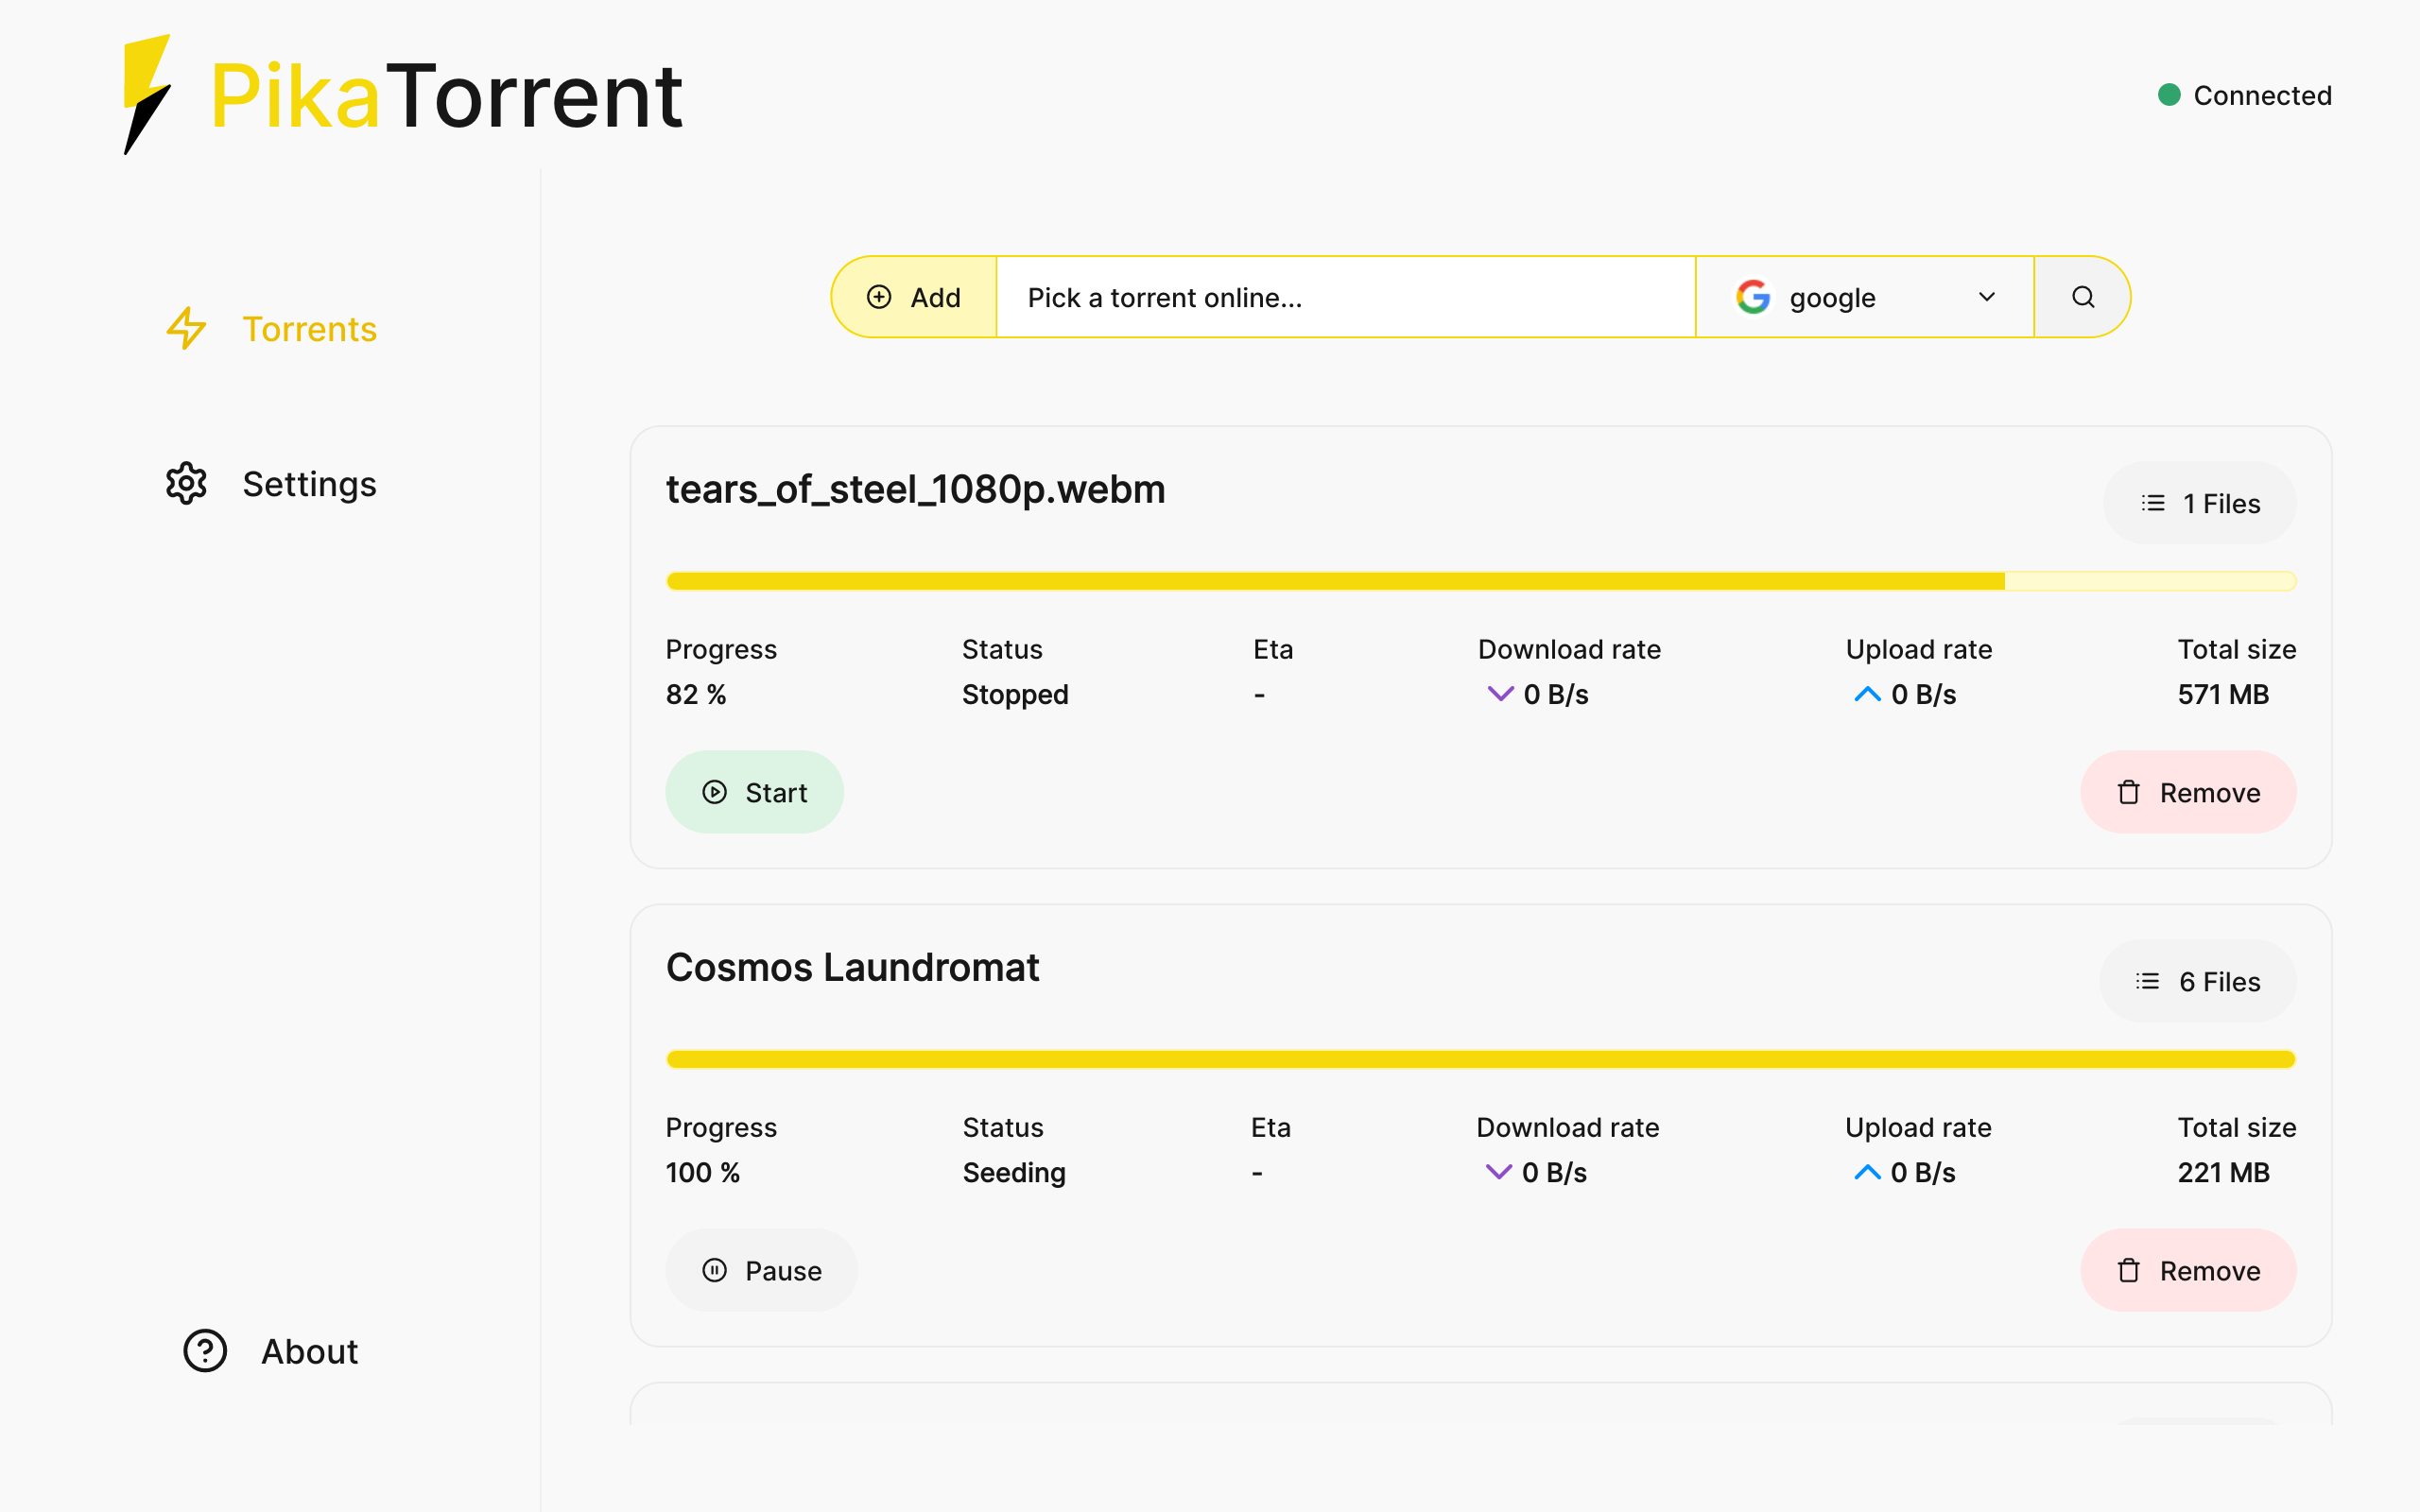 PikaTorrent
Connected
Torrents
Settings
About
Add
Pick a torrent online...
google
tears_of_steel_1080p.webm
1 Files
Progress Status Eta Download rate Upload rate Total size
82 % Stopped - 0 B/s 0 B/s 571 MB
Start
Remove
Cosmos Laundromat
6 Files
Progress Status Eta Download rate Upload rate Total size
100 % Seeding - 0 B/s 0 B/s 221 MB
Pause
Remove